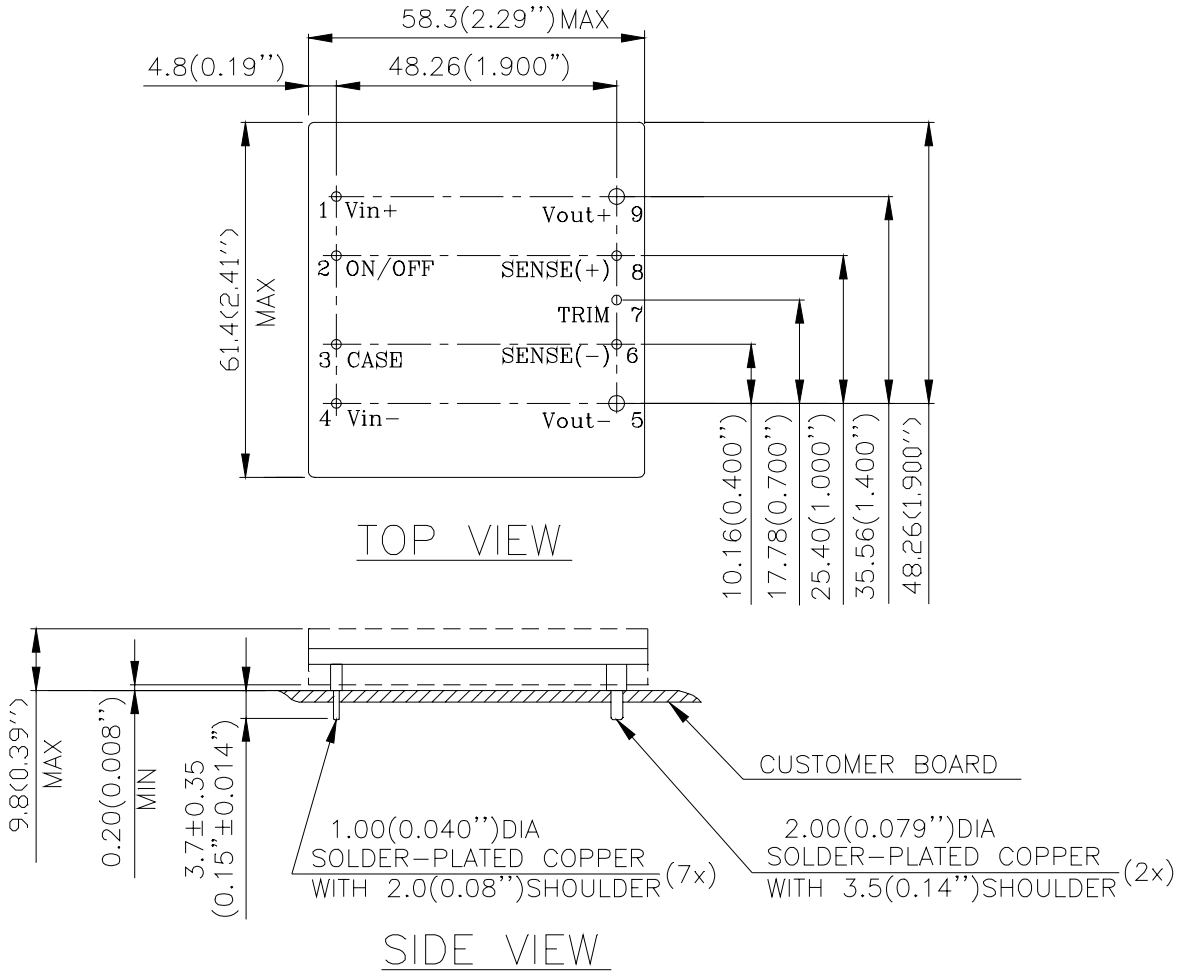 58.3(2.29'')MAX
4.8(0.19'')
48.26(1.900")
61.4(2.41'')
MAX
1 Vin+
Vout+ 9
2 ON/OFF
SENSE(+) 8
TRIM 7
3 CASE
SENSE(-) 6
4 Vin-
Vout- 5
10.16(0.400'')
17.78(0.700'')
25.40(1.000'')
35.56(1.400'')
48.26(1.900'')
TOP VIEW
9.8(0.39'')
MAX
0.20(0.008'')
MIN
3.7±0.35
(0.15"±0.014")
CUSTOMER BOARD
1.00(0.040'')DIA
SOLDER-PLATED COPPER
WITH 2.0(0.08'')SHOULDER (7x)
2.00(0.079'')DIA
SOLDER-PLATED COPPER
WITH 3.5(0.14'')SHOULDER (2x)
SIDE VIEW